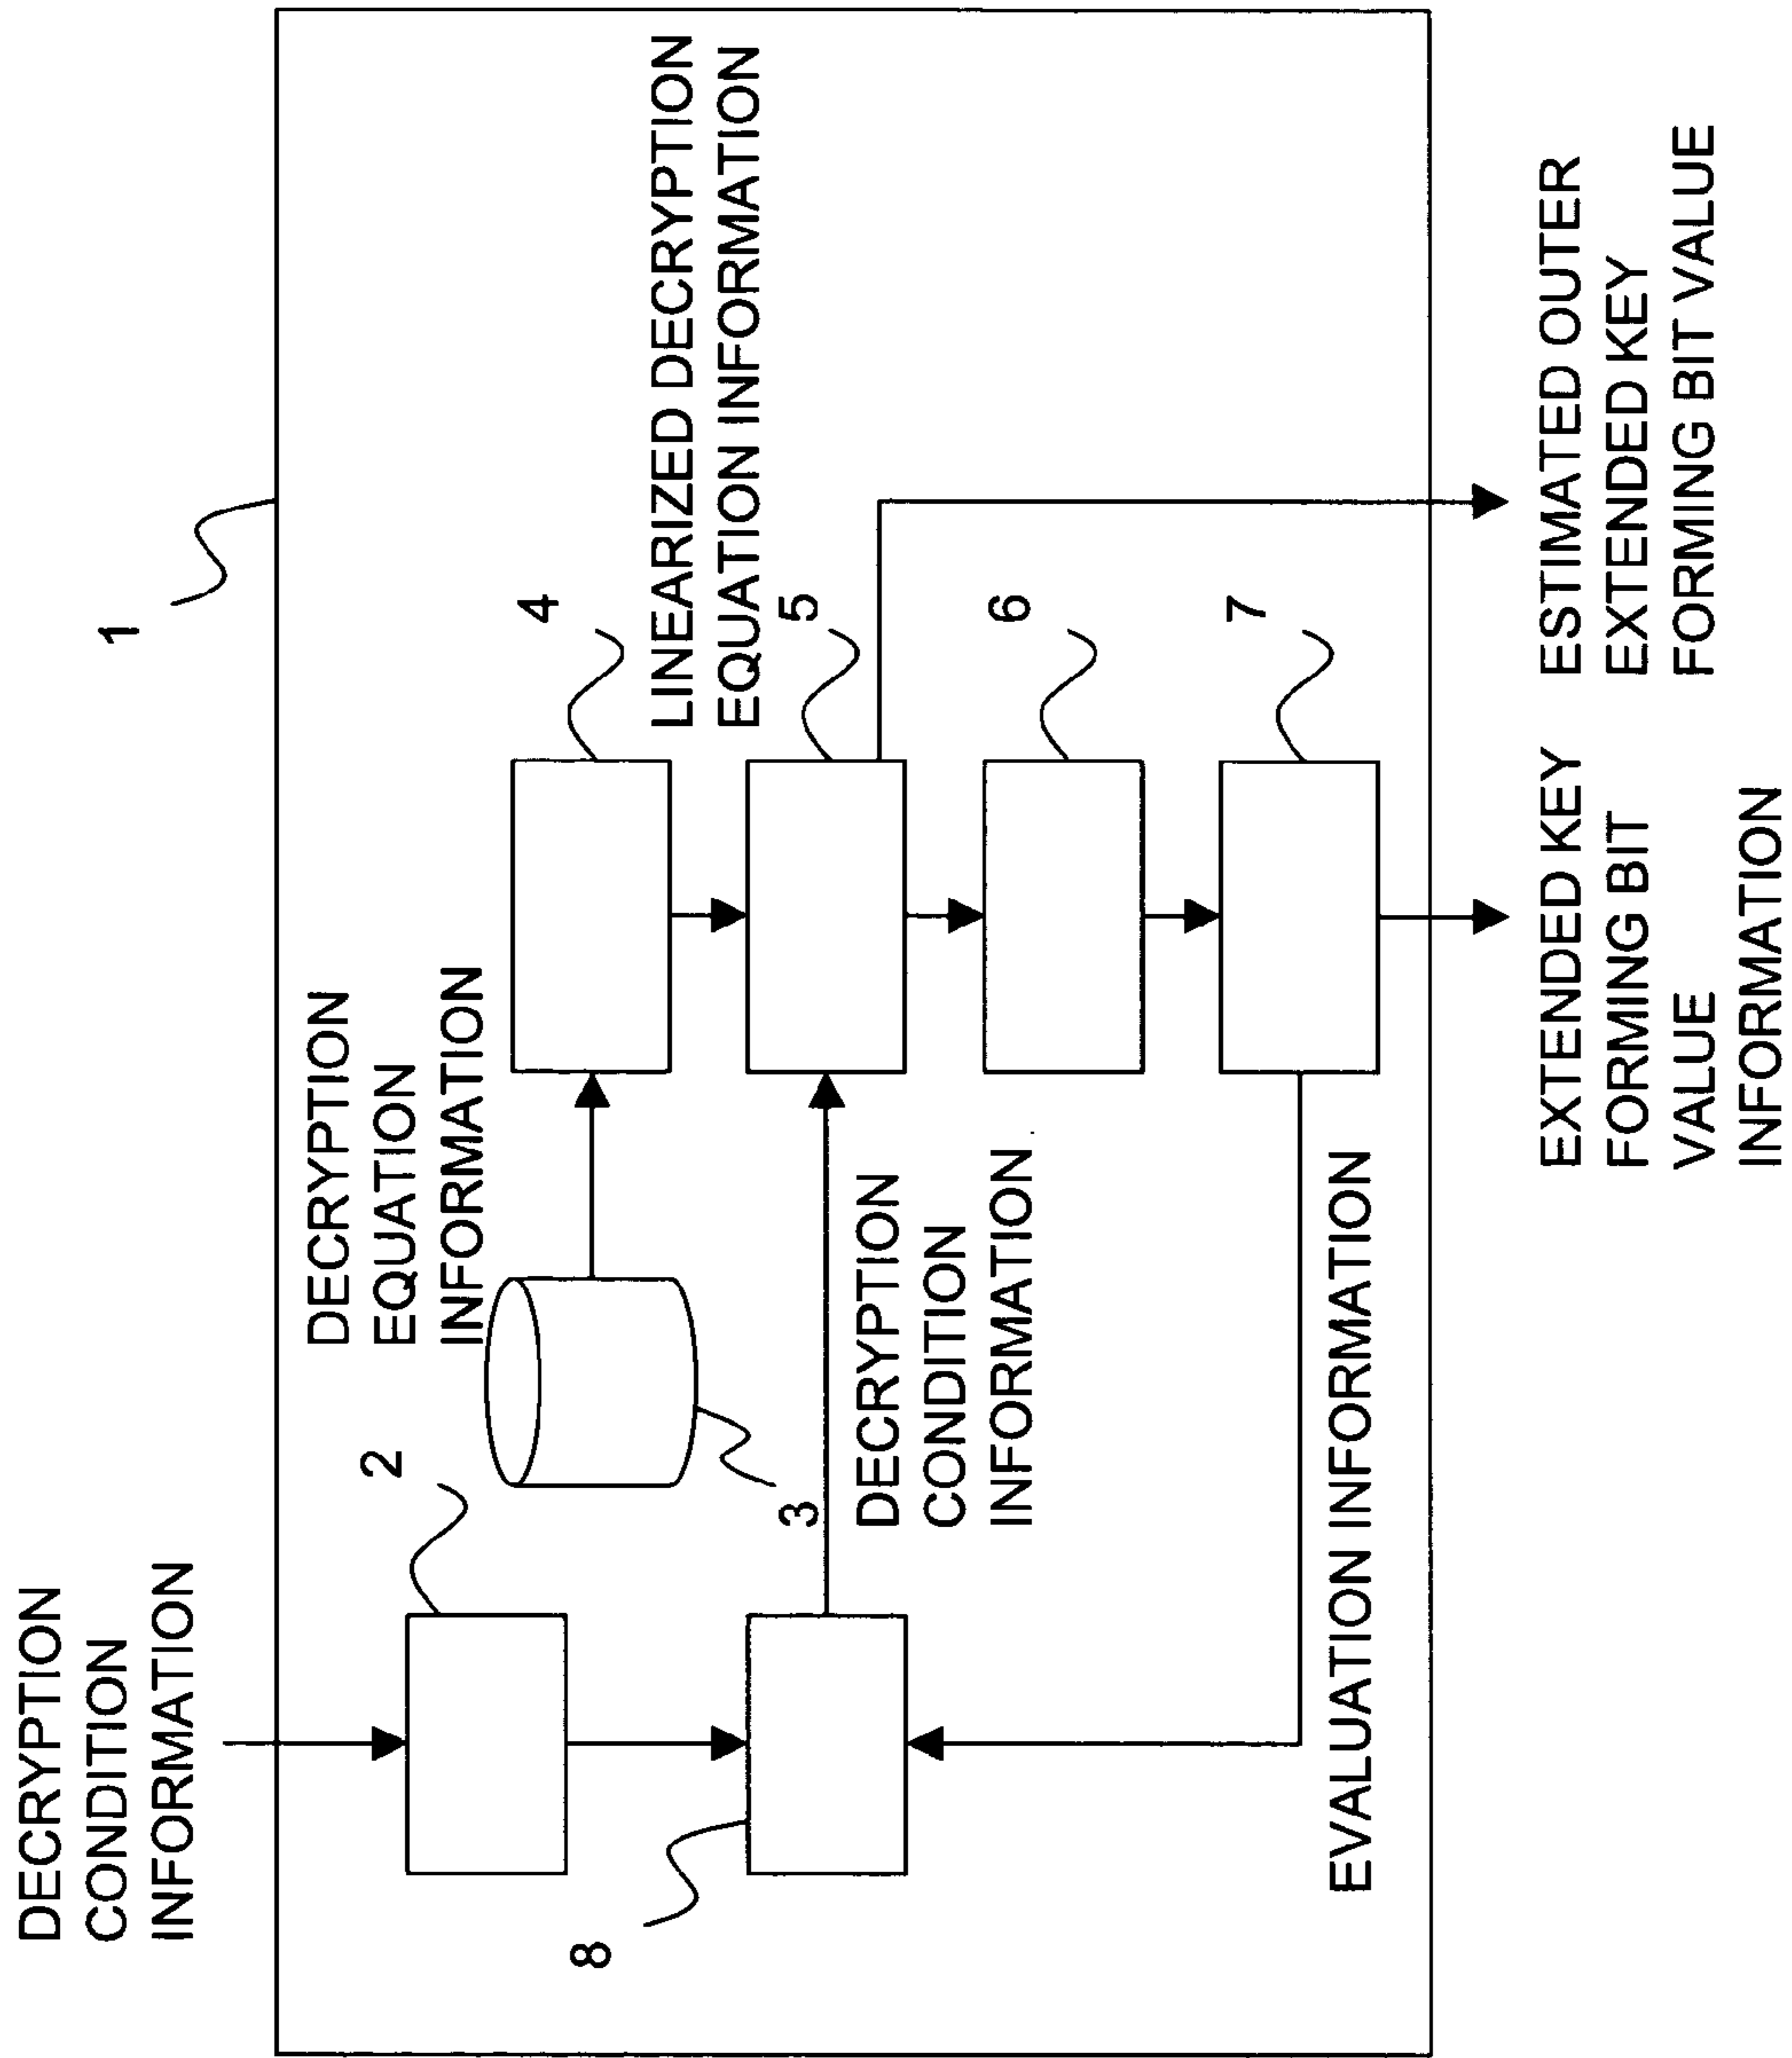 DECRYPTION
CONDITION
INFORMATION
1
2
DECRYPTION
EQUATION
INFORMATION
3
4
LINEARIZED DECRYPTION
EQUATION INFORMATION
8
5
DECRYPTION
CONDITION
INFORMATION
6
7
EVALUATION INFORMATION
EXTENDED KEY
FORMING BIT
VALUE
INFORMATION
ESTIMATED OUTER
EXTENDED KEY
FORMING BIT VALUE